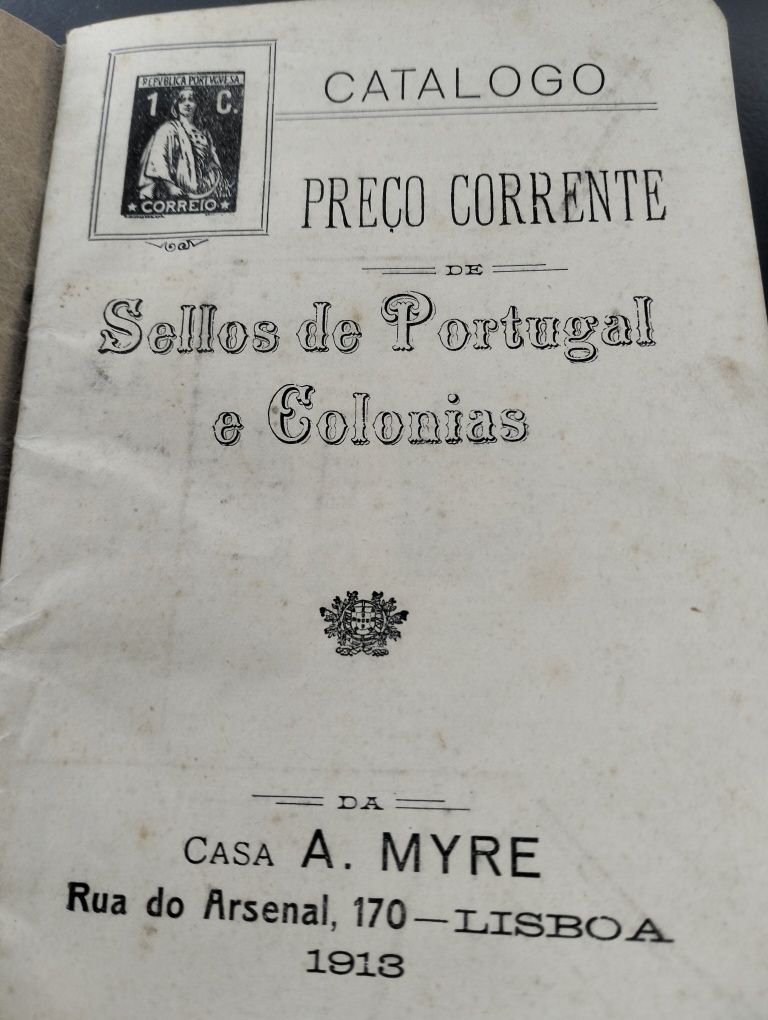 REPUBLICA PORTUGUESA
1 C.
★ CORREIO ★
CATALOGO
PREÇO CORRENTE
DE
Sellos de Portugal
e Colonias
DA
CASA A. MYRE
Rua do Arsenal, 170—LISBOA
1913